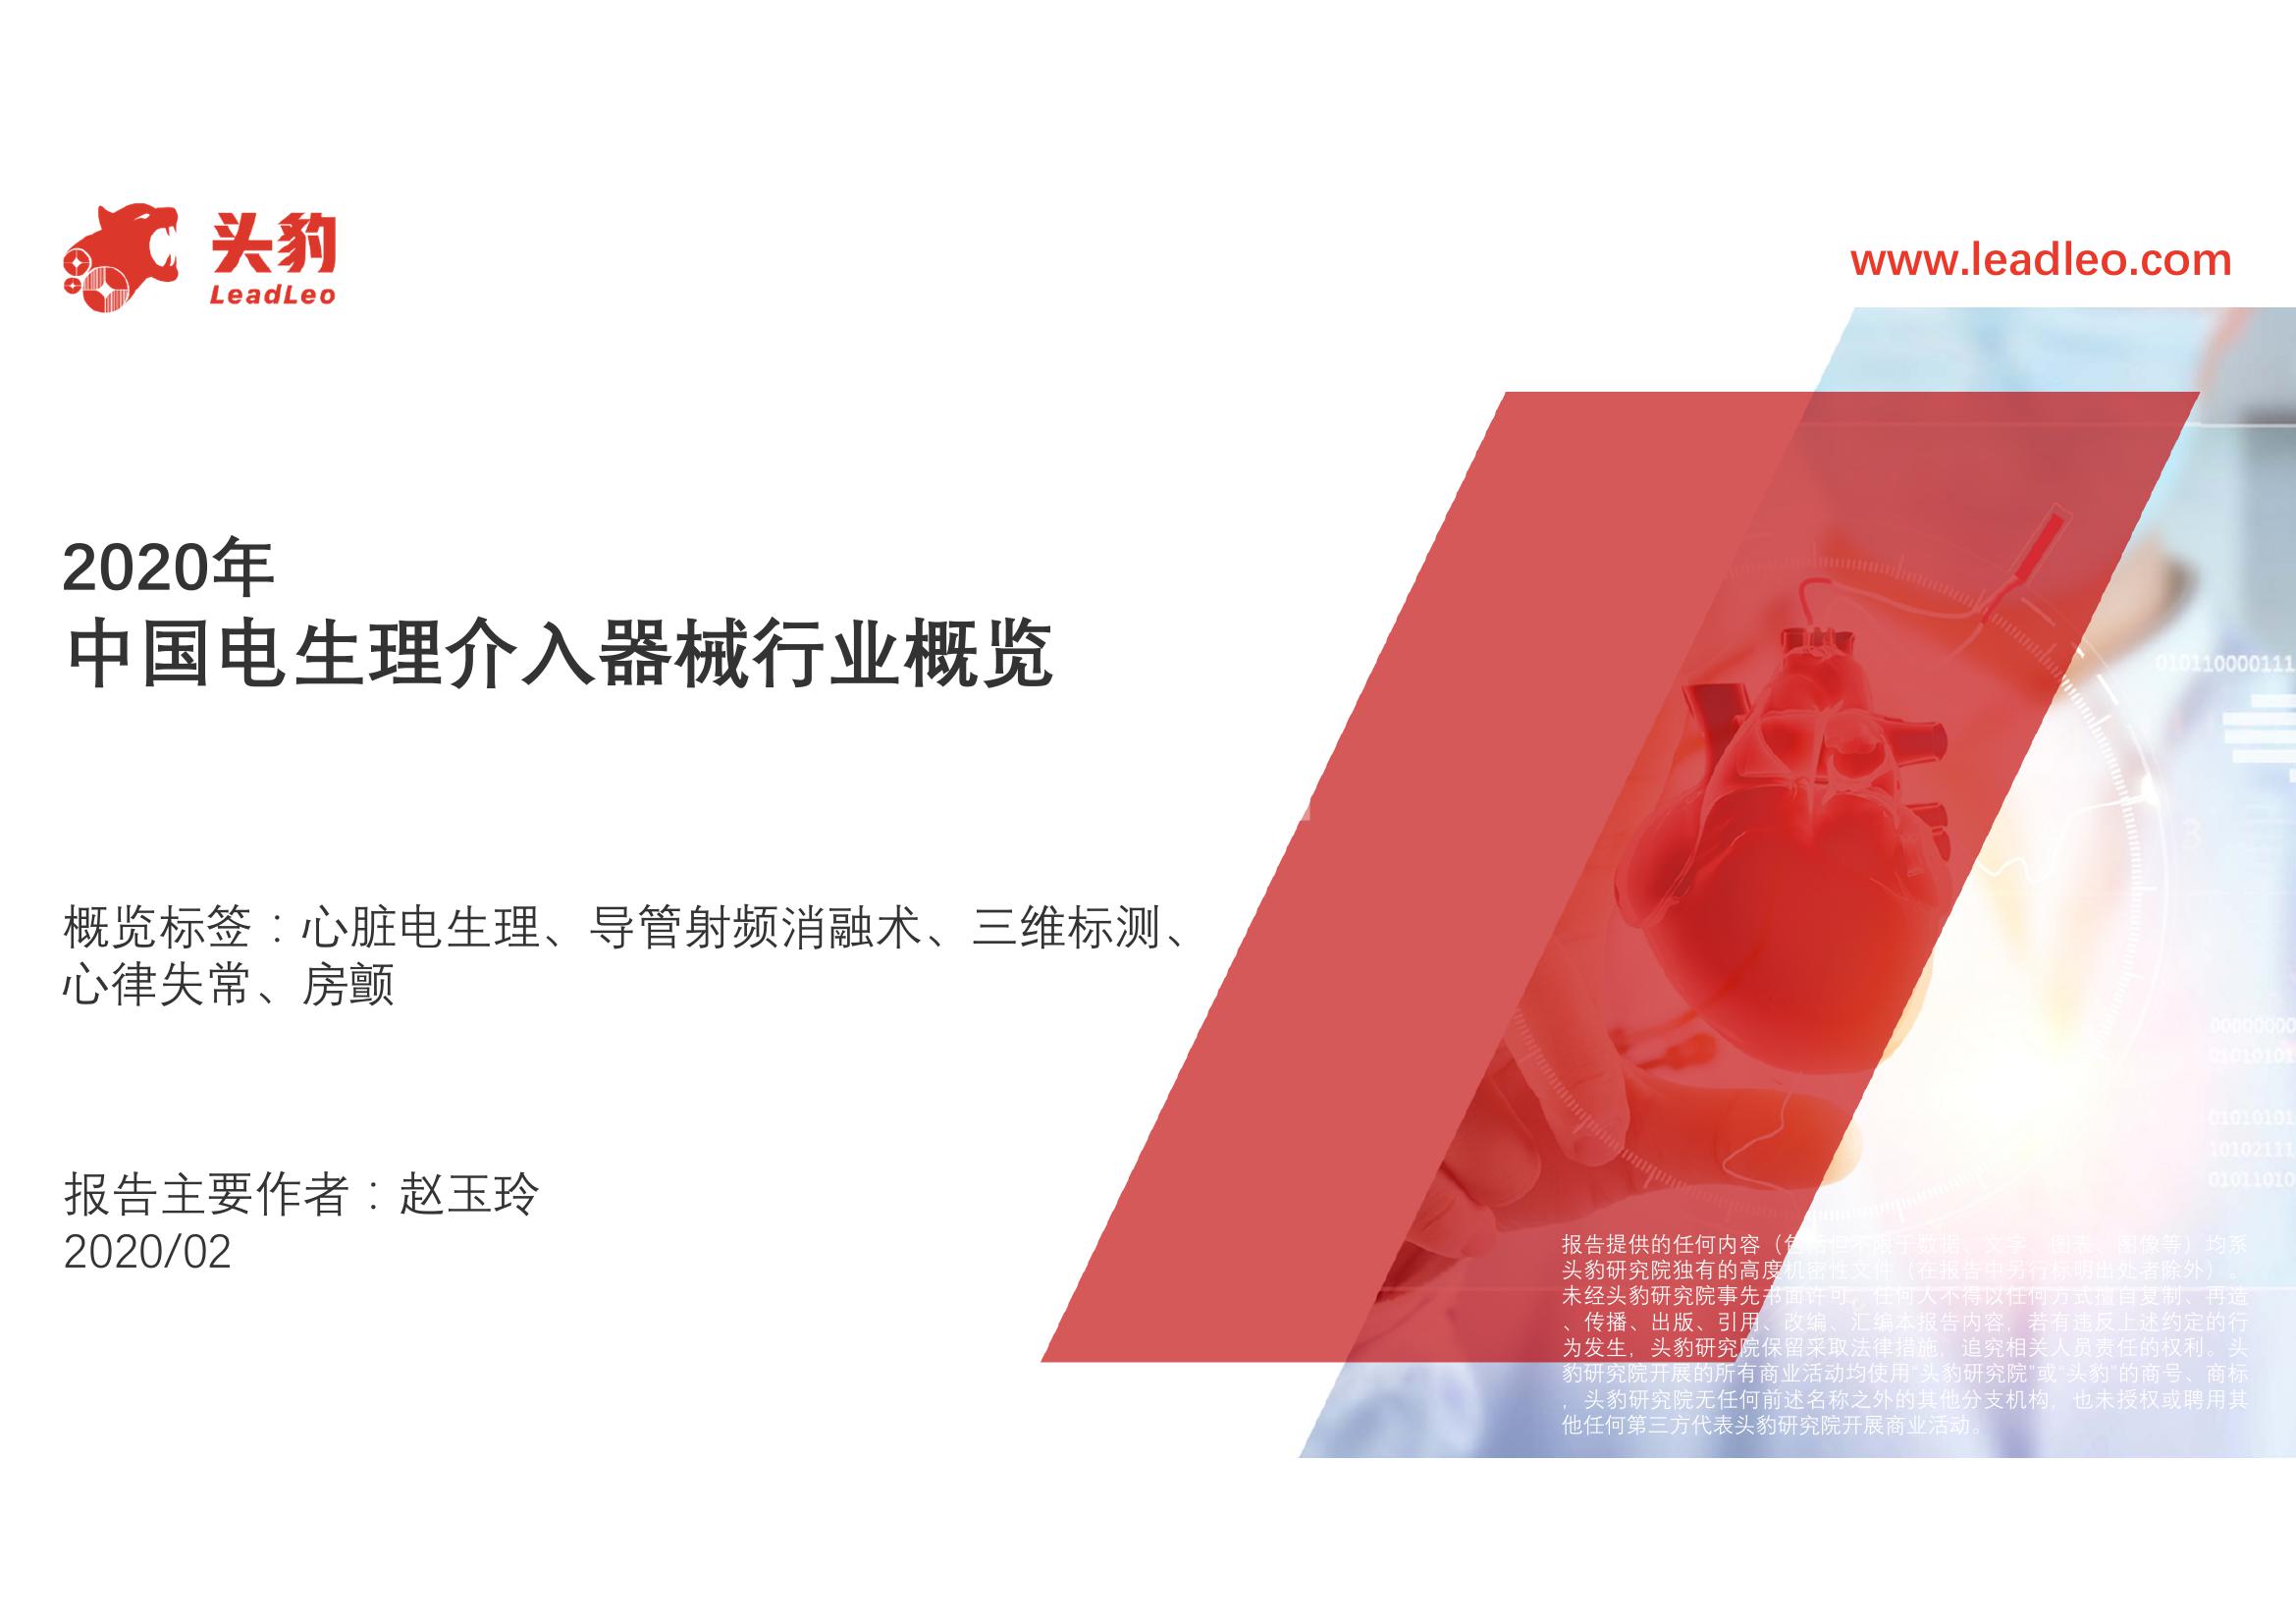 头豹
LeadLeo
www.leadleo.com
2020年
中国电生理介入器械行业概览
概览标签：心脏电生理、导管射频消融术、三维标测、
心律失常、房颤
报告主要作者：赵玉玲
2020/02
010110000111
3
00000000
01010101
01010101
10102111
01011010
报告提供的任何内容（包括但不限于数据、文字、图表、图像等）均系
头豹研究院独有的高度机密性文件（在报告中另行标明出处者除外）。
未经头豹研究院事先书面许可，任何人不得以任何方式擅自复制、再造
、传播、出版、引用、改编、汇编本报告内容，若有违反上述约定的行
为发生，头豹研究院保留采取法律措施，追究相关人员责任的权利。头
豹研究院开展的所有商业活动均使用“头豹研究院”或“头豹”的商号、商标
，头豹研究院无任何前述名称之外的其他分支机构，也未授权或聘用其
他任何第三方代表头豹研究院开展商业活动。